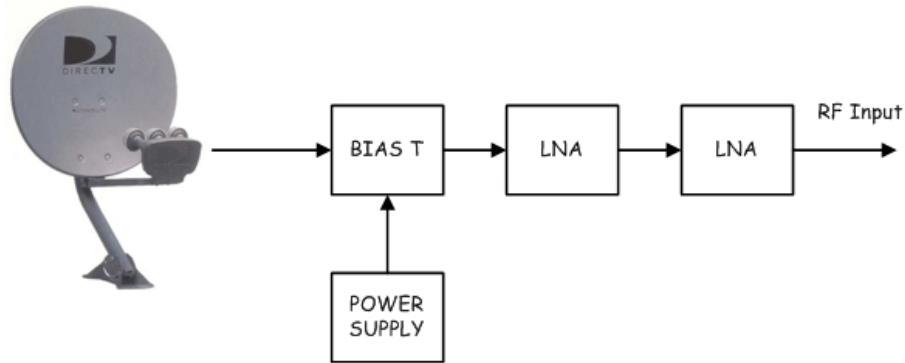 DIRECTV
RF Input
BIAS T
LNA
LNA
POWER
SUPPLY